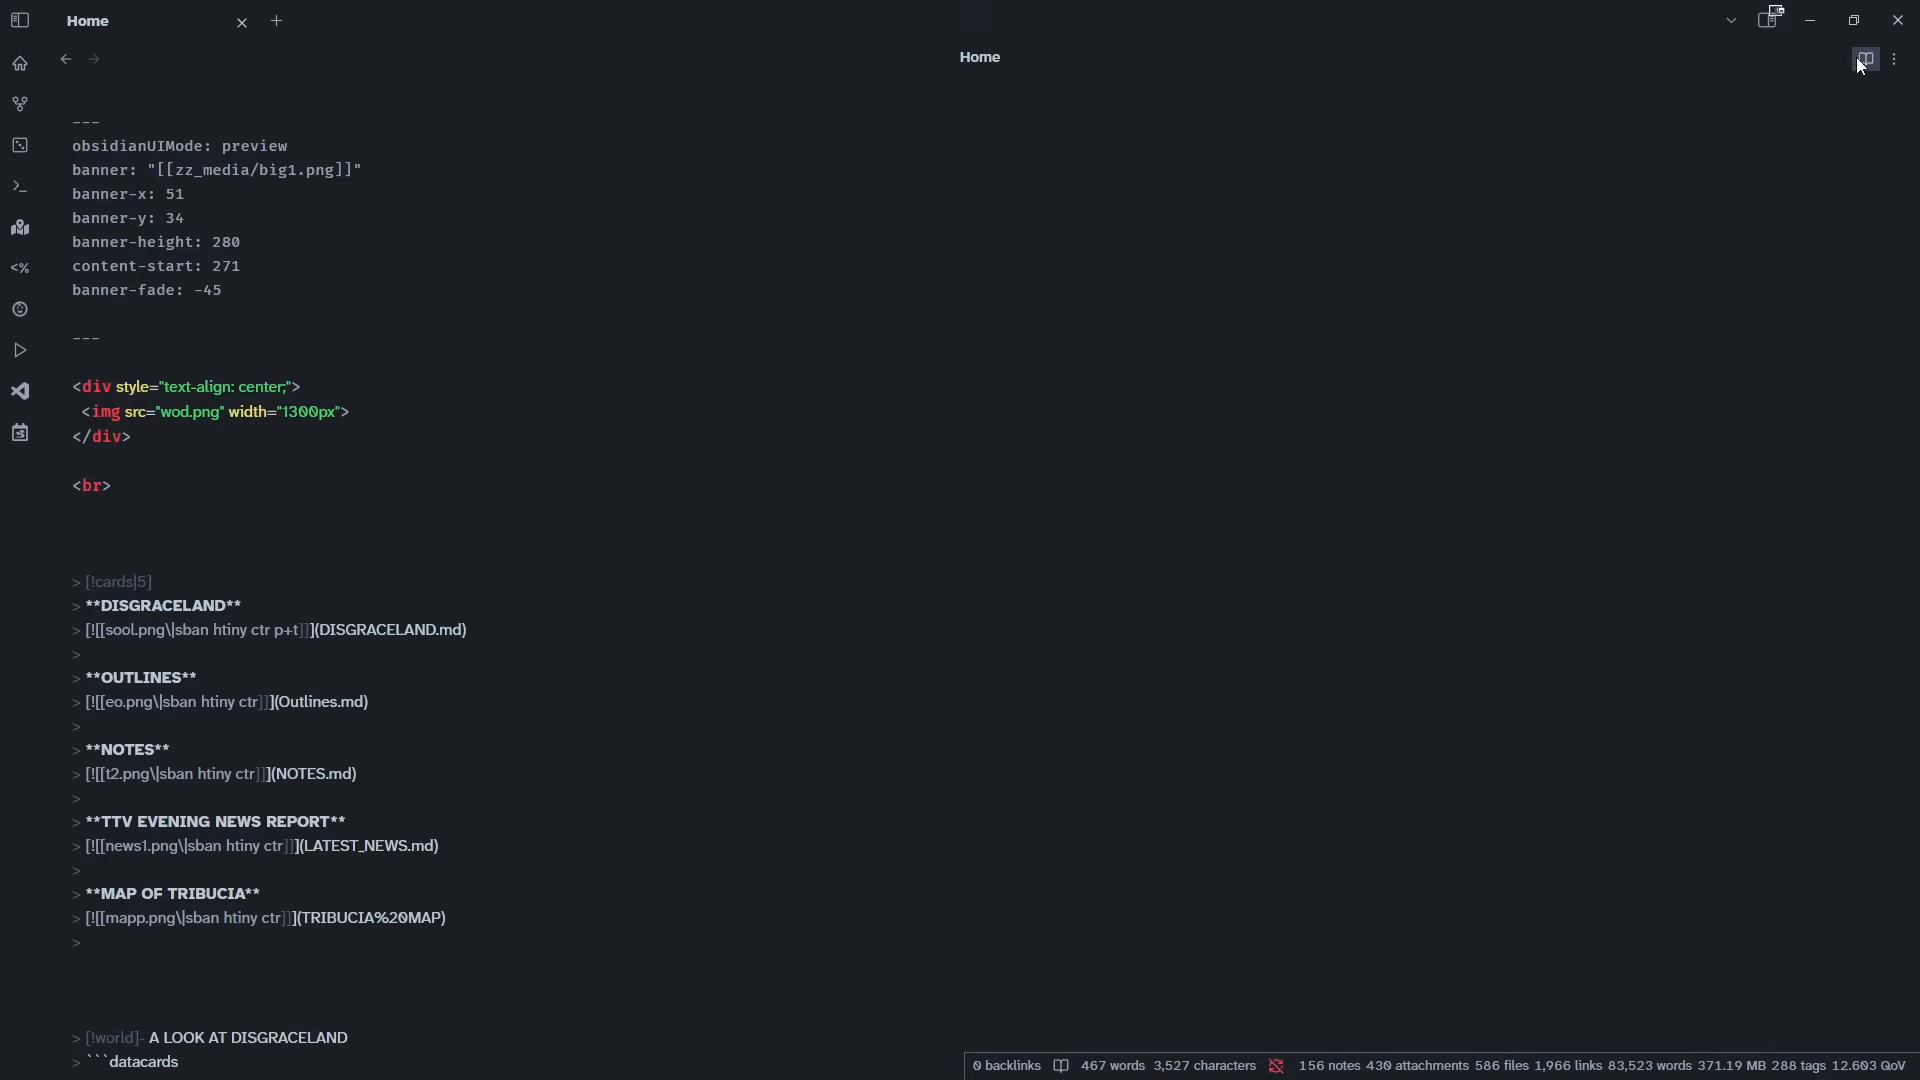 Home
Home
---
obsidianUIMode: preview
banner: "[[zz_media/big1.png]]"
banner-x: 51
banner-y: 34
banner-height: 280
content-start: 271
banner-fade: -45
---
<div style="text-align: center;">
<img src="wod.png" width="1300px">
</div>
<br>
> [!cards|5]
> **DISGRACELAND**
> [![[sool.png\|sban htiny ctr p+t]]](DISGRACELAND.md)
>
> **OUTLINES**
> [![[eo.png\|sban htiny ctr]]](Outlines.md)
>
> **NOTES**
> [![[t2.png\|sban htiny ctr]]](NOTES.md)
>
> **TTV EVENING NEWS REPORT**
> [![[news1.png\|sban htiny ctr]]](LATEST_NEWS.md)
>
> **MAP OF TRIBUCIA**
> [![[mapp.png\|sban htiny ctr]]](TRIBUCIA%20MAP)
>
> [!world]- A LOOK AT DISGRACELAND
> ```datacards
0 backlinks 467 words 3,527 characters 156 notes 430 attachments 586 files 1,966 links 83,523 words 371.19 MB 288 tags 12.603 QoV